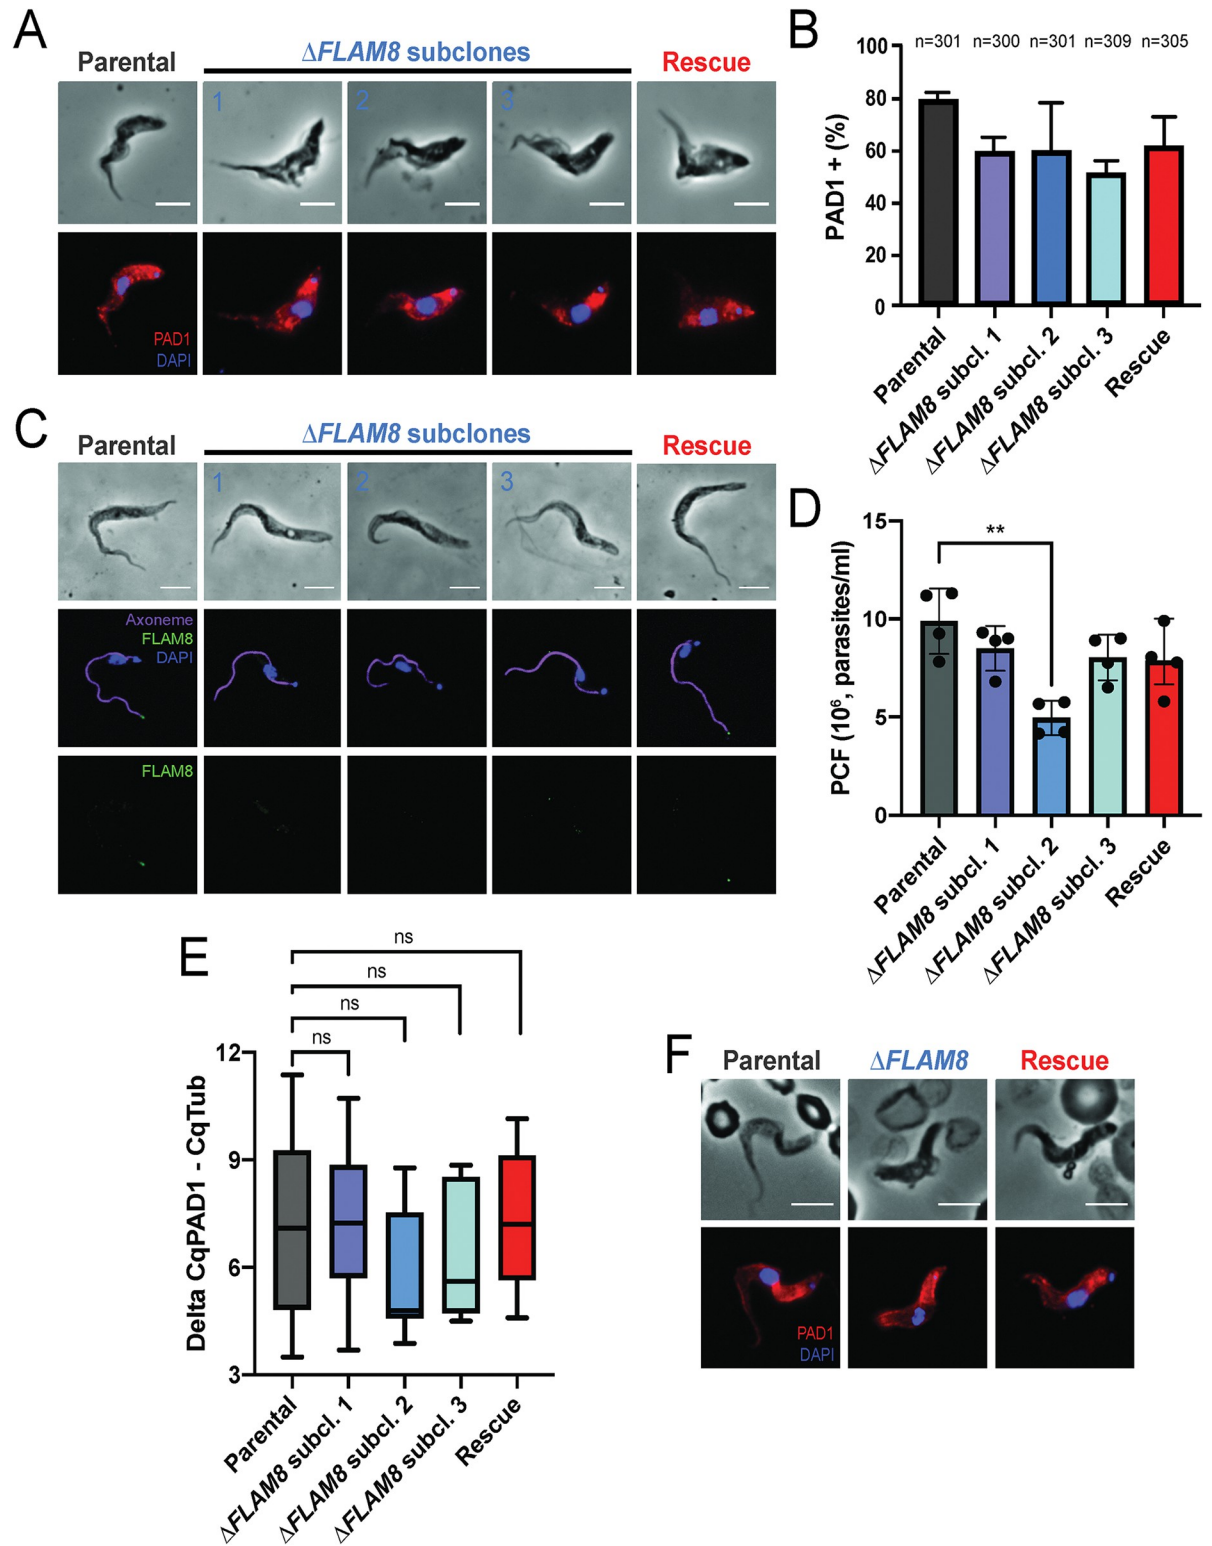 A
Parental
ΔFLAM8 subclones
Rescue
1
2
3
PAD1
DAPI
B
n=301 n=300 n=301 n=309 n=305
PAD1 + (%)
100
80
60
40
20
0
Parental
ΔFLAM8 subcl. 1
ΔFLAM8 subcl. 2
ΔFLAM8 subcl. 3
Rescue
C
Parental
ΔFLAM8 subclones
Rescue
1
2
3
Axoneme
FLAM8
DAPI
FLAM8
D
PCF (10⁶, parasites/ml)
15
10
5
0
**
Parental
ΔFLAM8 subcl. 1
ΔFLAM8 subcl. 2
ΔFLAM8 subcl. 3
Rescue
E
ns
ns
ns
ns
Delta CqPAD1 - CqTub
12
9
6
3
Parental
ΔFLAM8 subcl. 1
ΔFLAM8 subcl. 2
ΔFLAM8 subcl. 3
Rescue
F
Parental
ΔFLAM8
Rescue
PAD1
DAPI